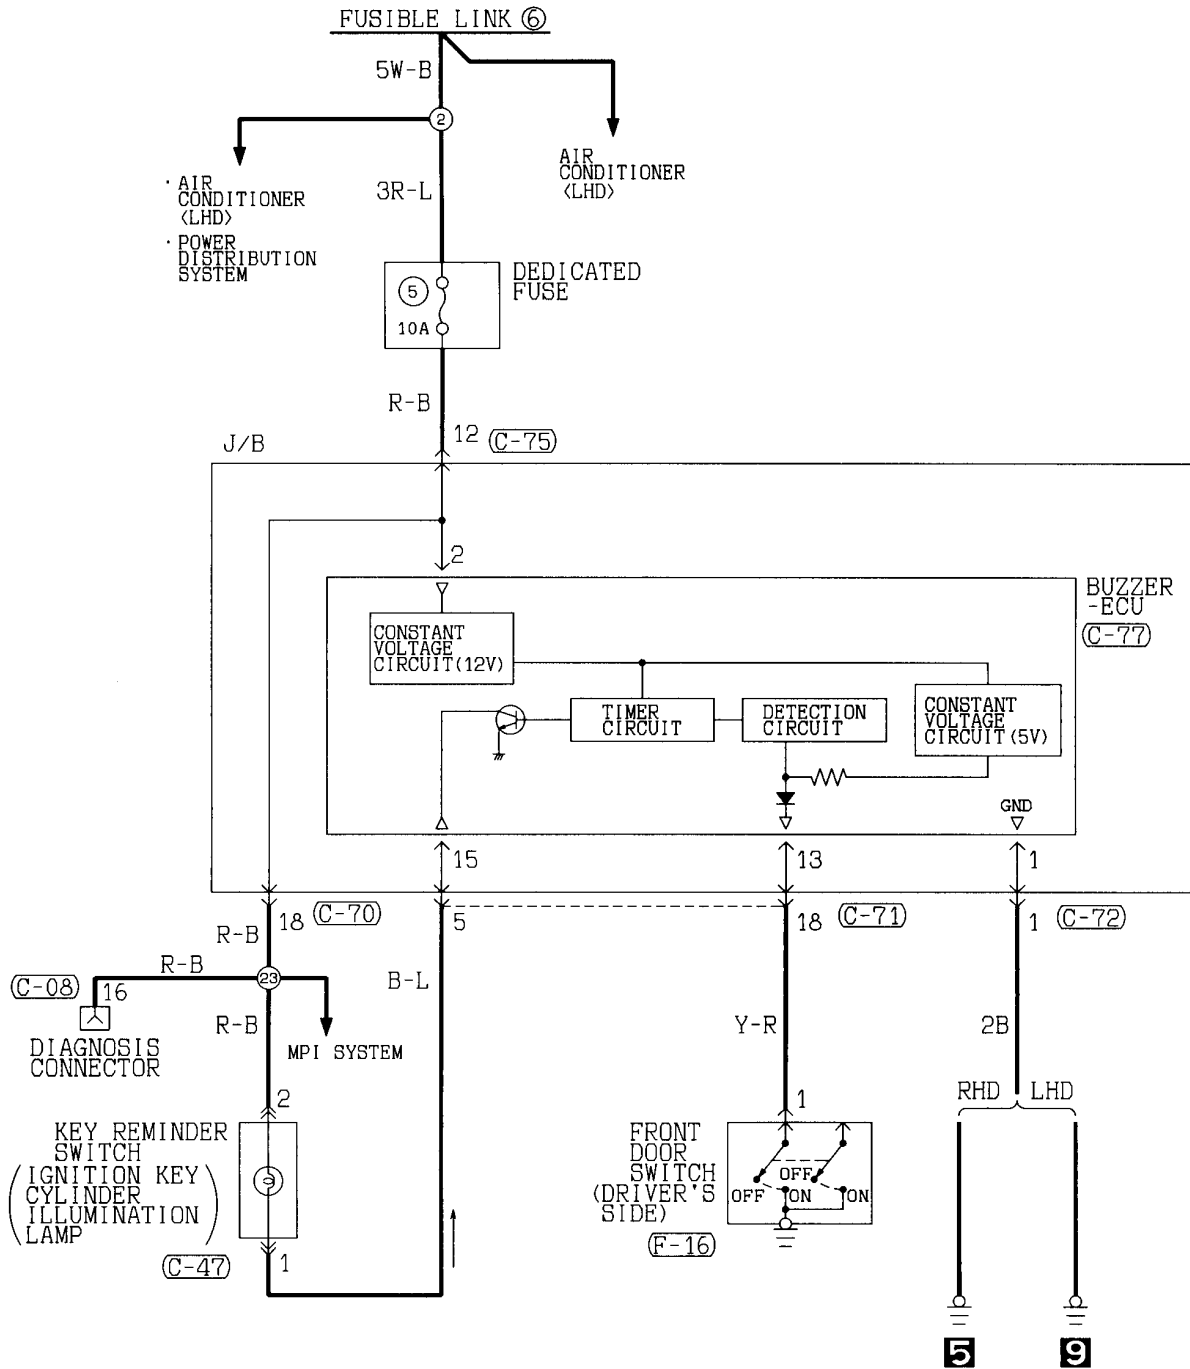 FUSIBLE LINK ⑥
5W-B
②
AIR
CONDITIONER
<LHD>
· AIR
CONDITIONER
<LHD>
· POWER
DISTRIBUTION
SYSTEM
3R-L
DEDICATED
FUSE
⑤
10A
R-B
12 (C-75)
J/B
2
BUZZER
-ECU
(C-77)
CONSTANT
VOLTAGE
CIRCUIT(12V)
TIMER
CIRCUIT
DETECTION
CIRCUIT
CONSTANT
VOLTAGE
CIRCUIT(5V)
GND
15
13
1
18 (C-70)
5
18 (C-71)
1 (C-72)
R-B
R-B
㉓
B-L
(C-08) 16
R-B
Y-R
2B
DIAGNOSIS
CONNECTOR
MPI SYSTEM
RHD
LHD
2
1
KEY REMINDER
SWITCH
(IGNITION KEY
CYLINDER
ILLUMINATION
LAMP)
FRONT
DOOR
SWITCH
(DRIVER'S
SIDE)
OFF
OFF
ON
ON
(F-16)
(C-47) 1
5
9